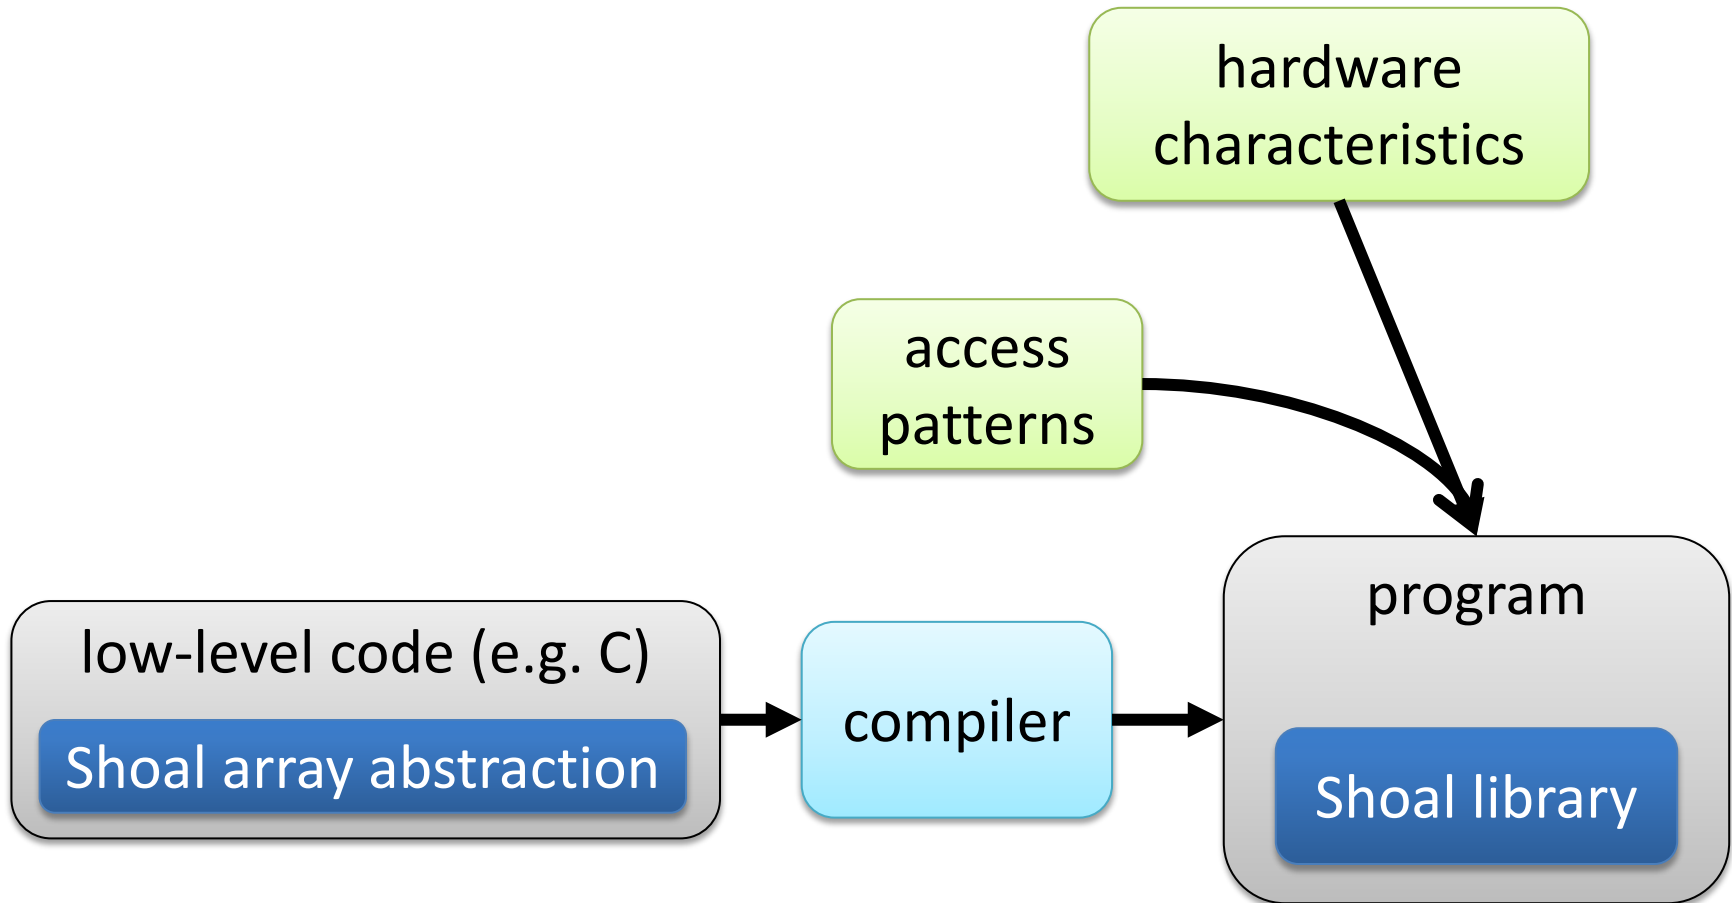 hardware
characteristics
access
patterns
program
low-level code (e.g. C)
Shoal array abstraction
compiler
Shoal library